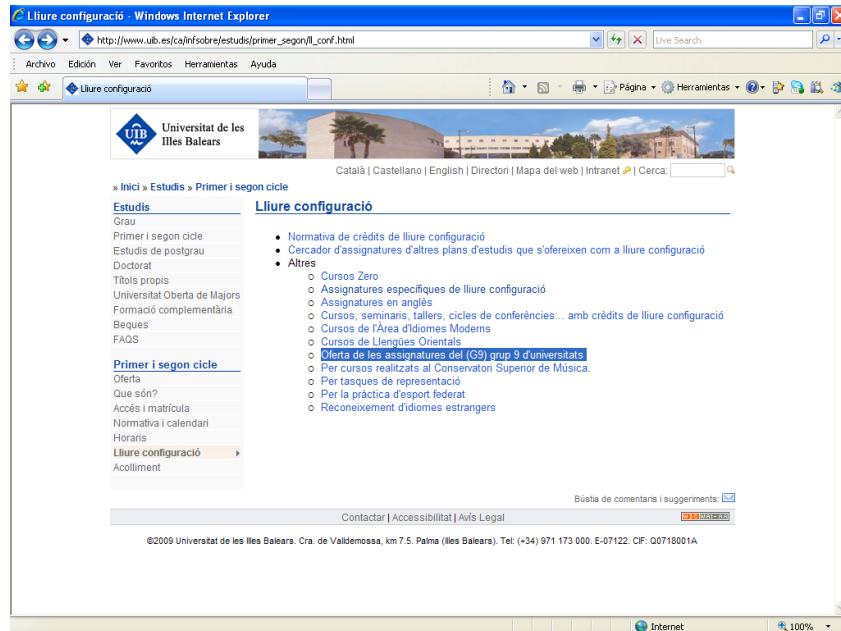 Lliure configuració - Windows Internet Explorer
http://www.uib.es/ca/infsobre/estudis/primer_segon/ll_conf.html
Live Search
Archivo Edición Ver Favoritos Herramientas Ayuda
Lliure configuració
Página Herramientas
UIB
Universitat de les
Illes Balears
Català | Castellano | English | Directori | Mapa del web | Intranet | Cerca:
» Inici » Estudis » Primer i segon cicle
Estudis
Grau
Primer i segon cicle
Estudis de postgrau
Doctorat
Títols propis
Universitat Oberta de Majors
Formació complementària
Beques
FAQS
Primer i segon cicle
Oferta
Que són?
Accés i matrícula
Normativa i calendari
Horaris
Lliure configuració
Acolliment
Lliure configuració
Normativa de crèdits de lliure configuració
Cercador d'assignatures d'altres plans d'estudis que s'ofereixen com a lliure configuració
Altres
Cursos Zero
Assignatures específiques de lliure configuració
Assignatures en anglès
Cursos, seminaris, tallers, cicles de conferències... amb crèdits de lliure configuració
Cursos de l'Àrea d'Idiomes Moderns
Cursos de Llengües Orientals
Oferta de les assignatures del (G9) grup 9 d'universitats
Per cursos realitzats al Conservatori Superior de Música.
Per tasques de representació
Per la pràctica d'esport federat
Reconeixement d'idiomes estrangers
Bústia de comentaris i suggeriments:
Contactar | Accessibilitat | Avís Legal
©2009 Universitat de les Illes Balears. Cra. de Valldemossa, km 7.5. Palma (Illes Balears). Tel: (+34) 971 173 000. E-07122. CIF: Q0718001A
Internet
100%